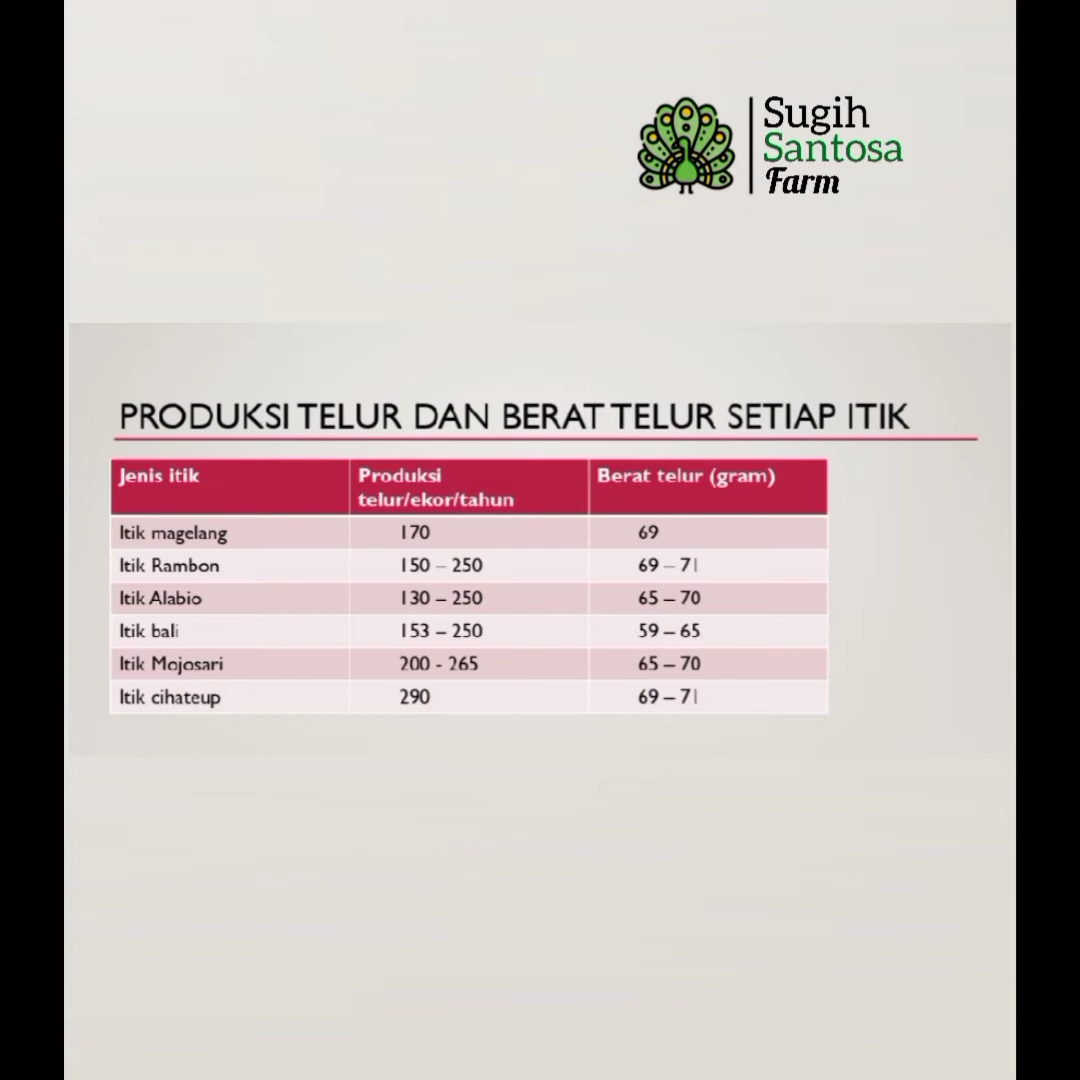 Sugih
Santosa
Farm
PRODUKSI TELUR DAN BERAT TELUR SETIAP ITIK
Jenis itik Produksi telur/ekor/tahun Berat telur (gram)
Itik magelang 170 69
Itik Rambon 150 – 250 69 – 71
Itik Alabio 130 – 250 65 – 70
Itik bali 153 – 250 59 – 65
Itik Mojosari 200 - 265 65 – 70
Itik cihateup 290 69 – 71